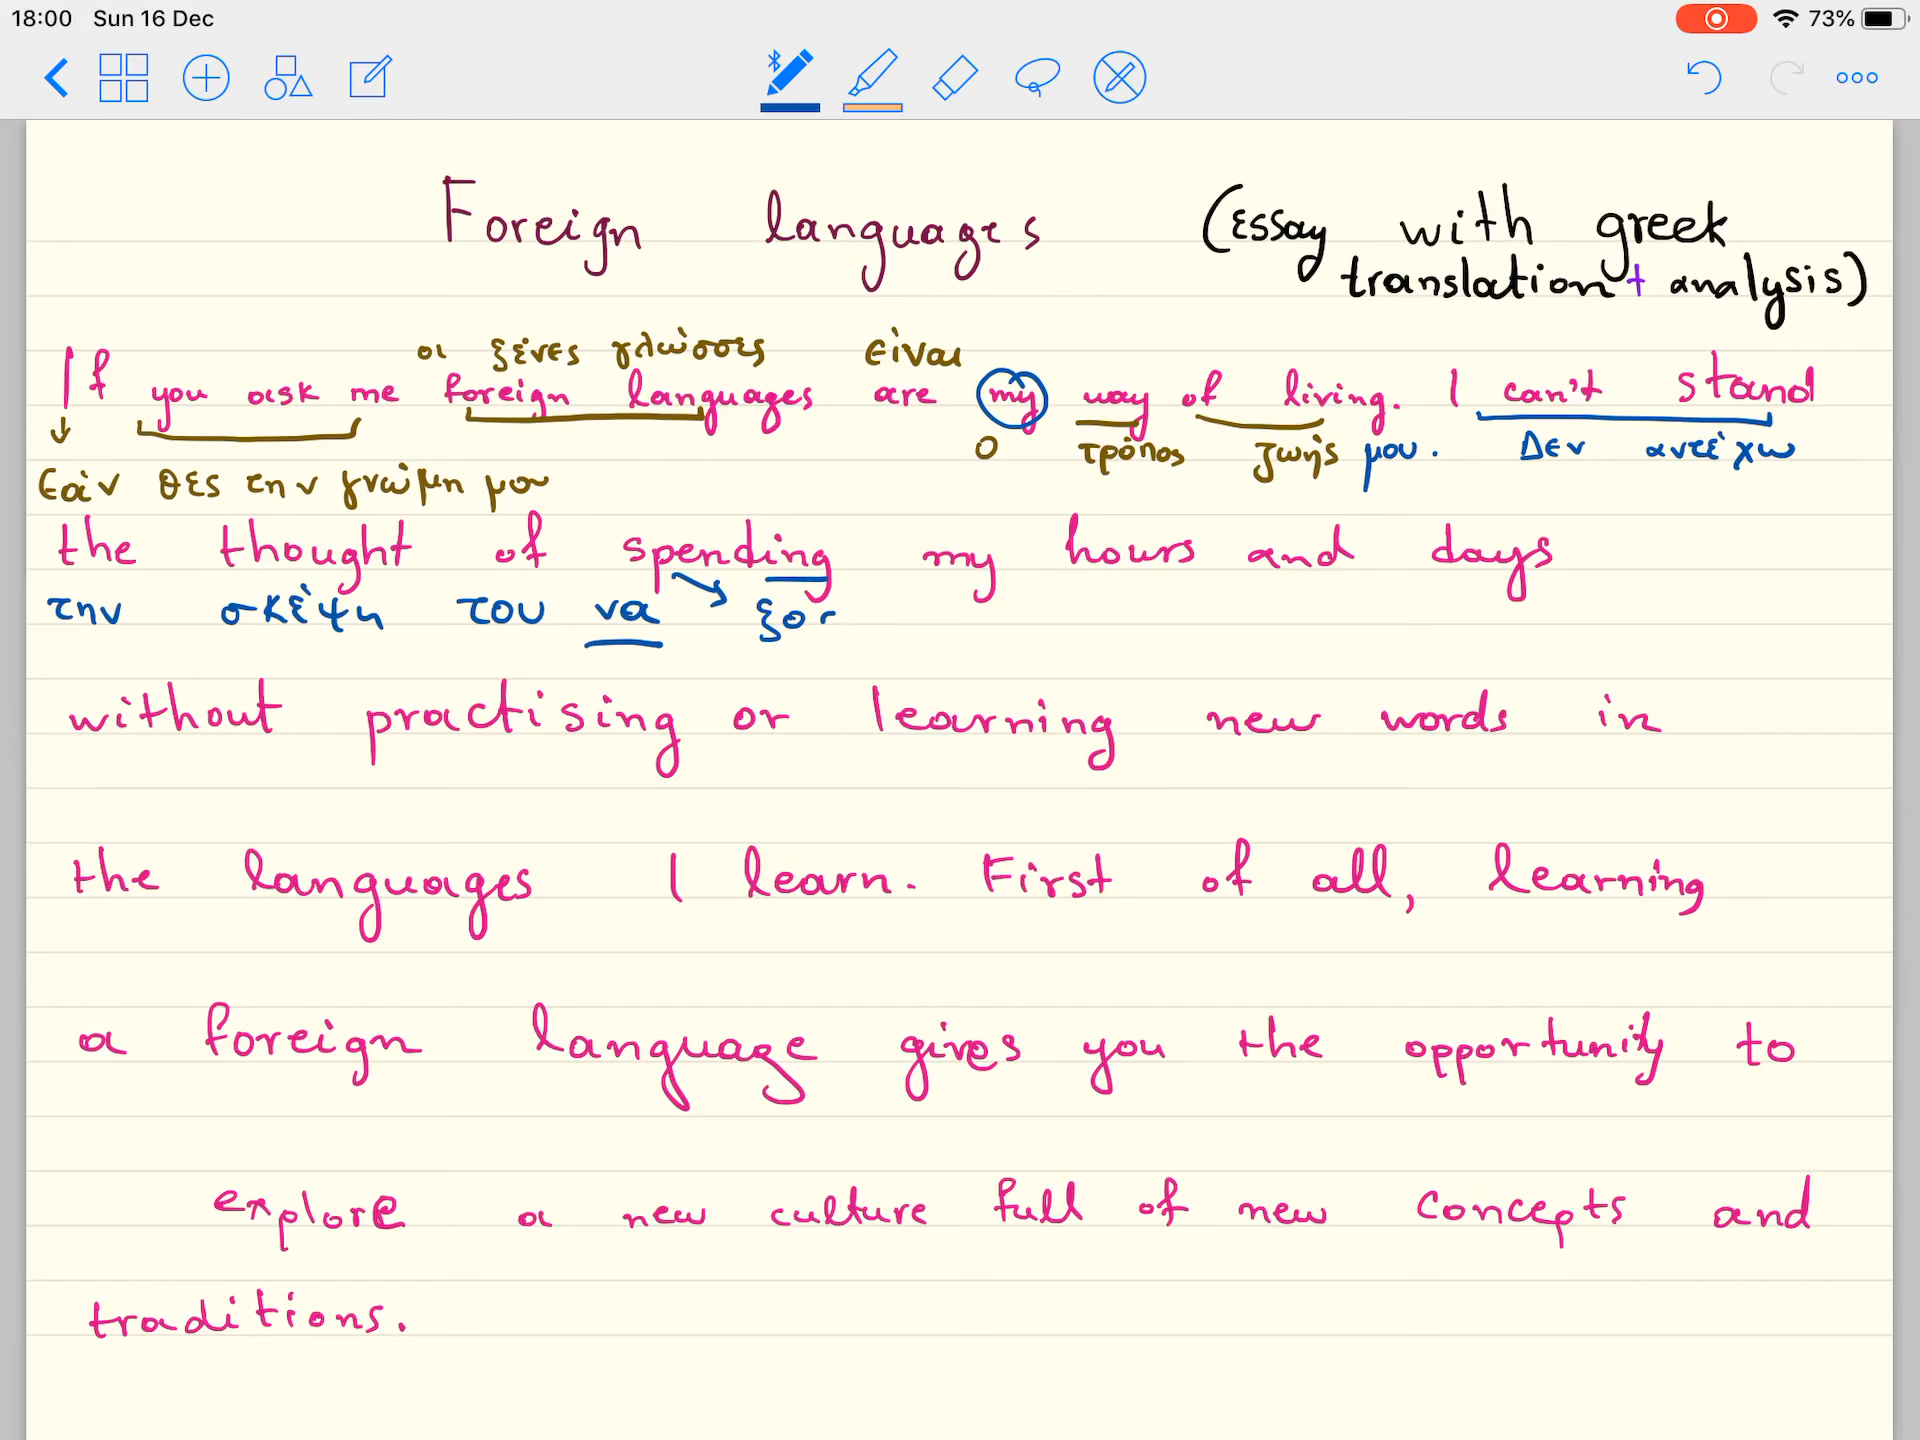 18:00 Sun 16 Dec 73%
Foreign languages (Essay with greek
translation + analysis)
οι ξένες γλώσσες είναι
If you ask me foreign languages are my way of living. I can't stand
ο τρόπος ζωής μου. Δεν αντέχω
Εάν θες την γνώμη μου
the thought of spending my hours and days
την σκέψη του να ξο
without practising or learning new words in
the languages I learn. First of all, learning
a foreign language gives you the opportunity to
explore a new culture full of new concepts and
traditions.